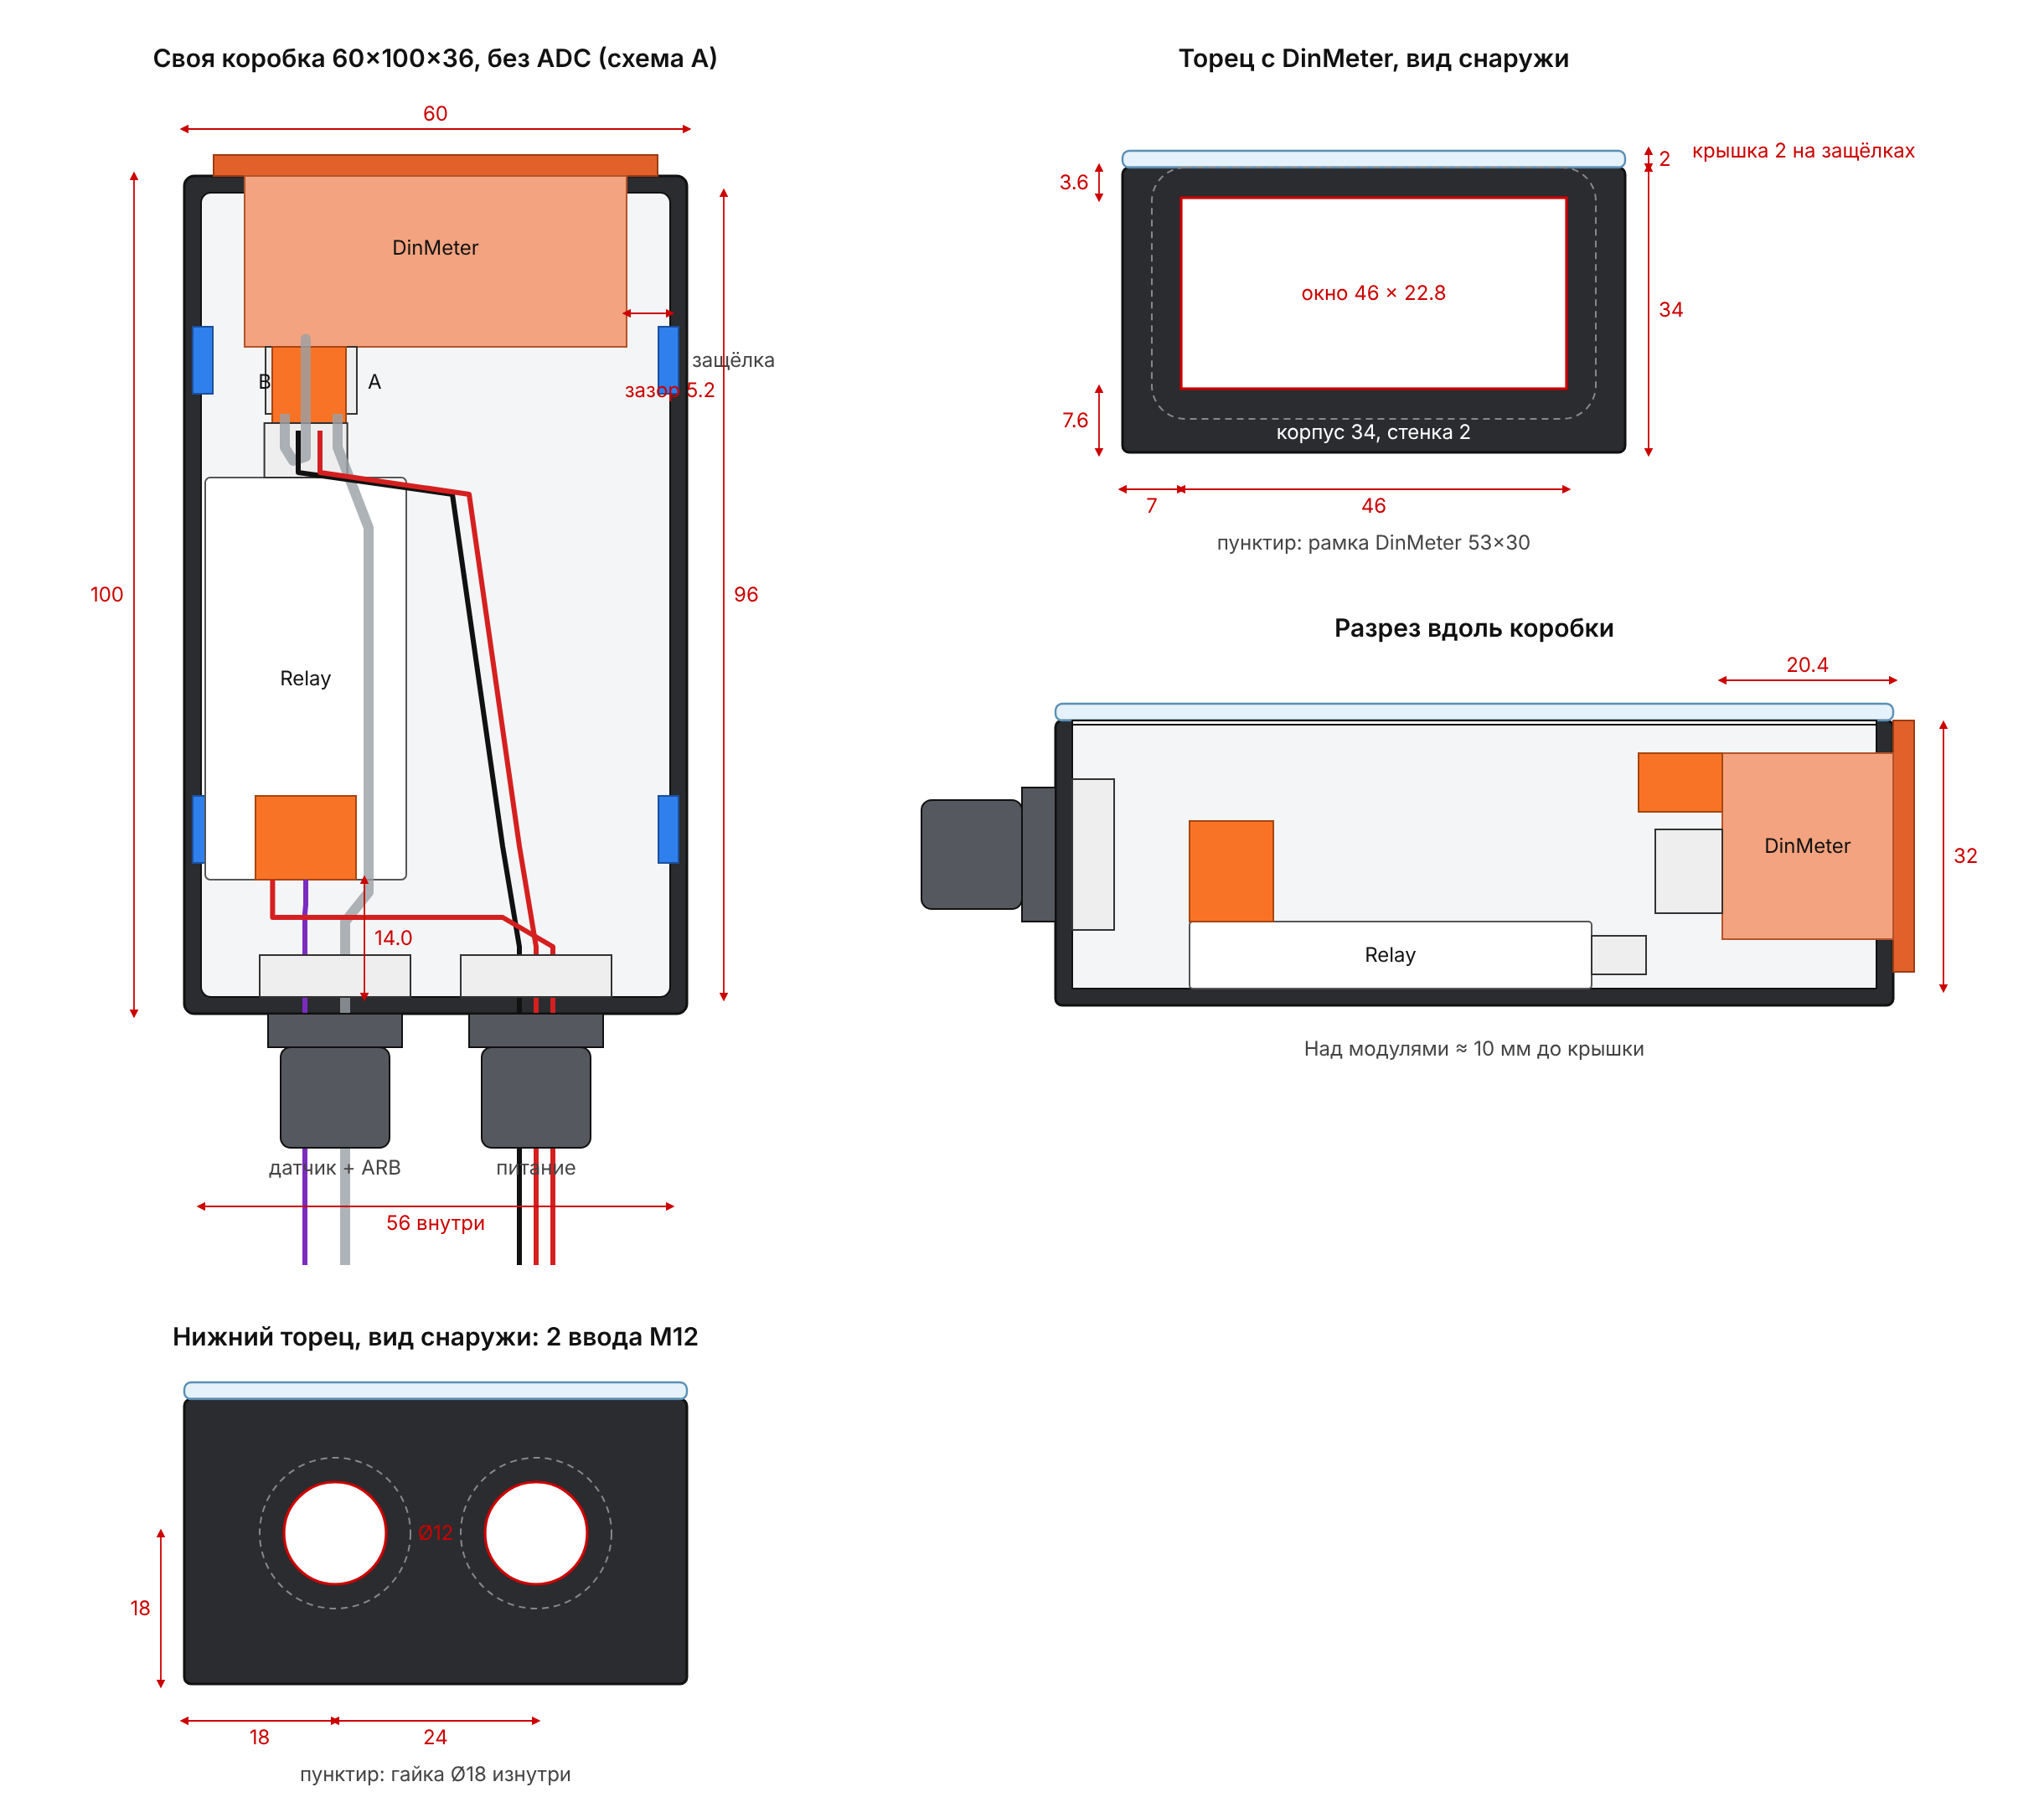 Своя коробка 60×100×36, без ADC (схема A)
60
DinMeter
B
A
защёлка
зазор 5.2
100
96
Relay
14.0
датчик + ARB
питание
56 внутри
Торец с DinMeter, вид снаружи
крышка 2 на защёлках
2
3.6
окно 46 × 22.8
34
7.6
корпус 34, стенка 2
7
46
пунктир: рамка DinMeter 53×30
Разрез вдоль коробки
20.4
DinMeter
32
Relay
Над модулями ≈ 10 мм до крышки
Нижний торец, вид снаружи: 2 ввода M12
Ø12
18
18
24
пунктир: гайка Ø18 изнутри